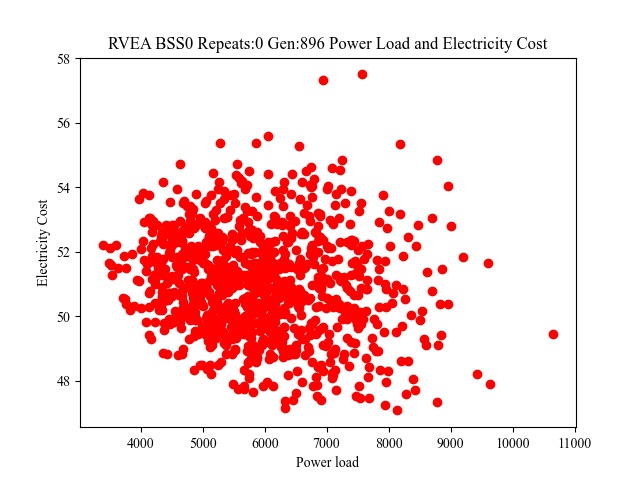 RVEA BSS0 Repeats:0 Gen:896 Power Load and Electricity Cost
58
56
54
52
50
48
Electricity Cost
4000 5000 6000 7000 8000 9000 10000 11000
Power load